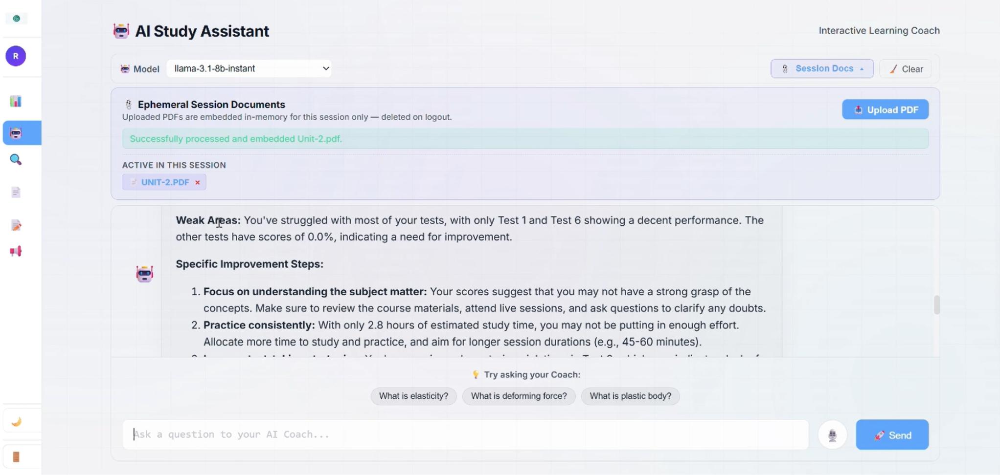 AI Study Assistant
Interactive Learning Coach
R
Model
llama-3.1-8b-instant
Session Docs
Clear
Ephemeral Session Documents
Uploaded PDFs are embedded in-memory for this session only — deleted on logout.
Upload PDF
Successfully processed and embedded Unit-2.pdf.
ACTIVE IN THIS SESSION
UNIT-2.PDF ×
Weak Areas: You've struggled with most of your tests, with only Test 1 and Test 6 showing a decent performance. The
other tests have scores of 0.0%, indicating a need for improvement.
Specific Improvement Steps:
1. Focus on understanding the subject matter: Your scores suggest that you may not have a strong grasp of the
concepts. Make sure to review the course materials, attend live sessions, and ask questions to clarify any doubts.
2. Practice consistently: With only 2.8 hours of estimated study time, you may not be putting in enough effort.
Allocate more time to study and practice, and aim for longer session durations (e.g., 45-60 minutes).
Try asking your Coach:
What is elasticity?
What is deforming force?
What is plastic body?
Ask a question to your AI Coach...
Send